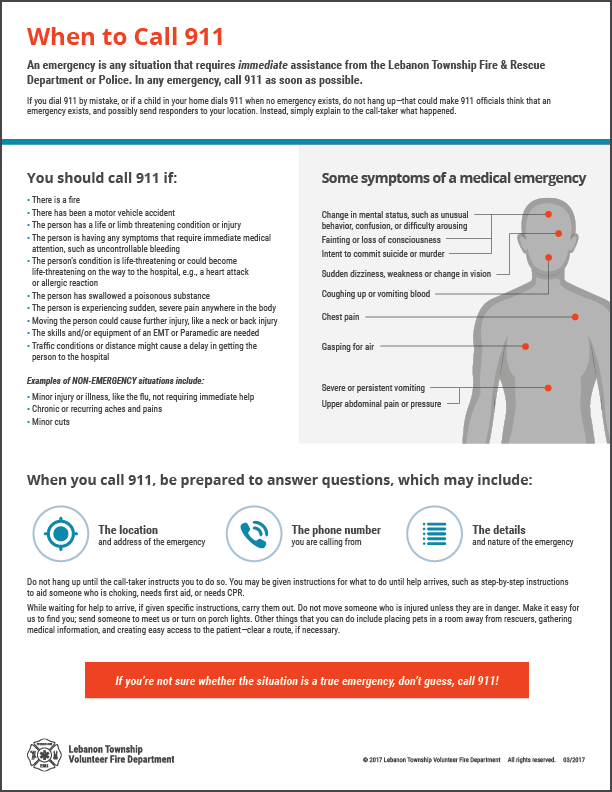 When to Call 911
An emergency is any situation that requires immediate assistance from the Lebanon Township Fire & Rescue
Department or Police. In any emergency, call 911 as soon as possible.
If you dial 911 by mistake, or if a child in your home dials 911 when no emergency exists, do not hang up—that could make 911 officials think that an
emergency exists, and possibly send responders to your location. Instead, simply explain to the call-taker what happened.
You should call 911 if:
• There is a fire
• There has been a motor vehicle accident
• The person has a life or limb threatening condition or injury
• The person is having any symptoms that require immediate medical
attention, such as uncontrollable bleeding
• The person's condition is life-threatening or could become
life-threatening on the way to the hospital, e.g., a heart attack
or allergic reaction
• The person has swallowed a poisonous substance
• The person is experiencing sudden, severe pain anywhere in the body
• Moving the person could cause further injury, like a neck or back injury
• The skills and/or equipment of an EMT or Paramedic are needed
• Traffic conditions or distance might cause a delay in getting the
person to the hospital
Examples of NON-EMERGENCY situations include:
• Minor injury or illness, like the flu, not requiring immediate help
• Chronic or recurring aches and pains
• Minor cuts
Some symptoms of a medical emergency
Change in mental status, such as unusual
behavior, confusion, or difficulty arousing
Fainting or loss of consciousness
Intent to commit suicide or murder
Sudden dizziness, weakness or change in vision
Coughing up or vomiting blood
Chest pain
Gasping for air
Severe or persistent vomiting
Upper abdominal pain or pressure
When you call 911, be prepared to answer questions, which may include:
The location
and address of the emergency
The phone number
you are calling from
The details
and nature of the emergency
Do not hang up until the call-taker instructs you to do so. You may be given instructions for what to do until help arrives, such as step-by-step instructions
to aid someone who is choking, needs first aid, or needs CPR.
While waiting for help to arrive, if given specific instructions, carry them out. Do not move someone who is injured unless they are in danger. Make it easy for
us to find you; send someone to meet us or turn on porch lights. Other things that you can do include placing pets in a room away from rescuers, gathering
medical information, and creating easy access to the patient—clear a route, if necessary.
If you're not sure whether the situation is a true emergency, don't guess, call 911!
Lebanon Township
Volunteer Fire Department
© 2017 Lebanon Township Volunteer Fire Department All rights reserved. 03/2017